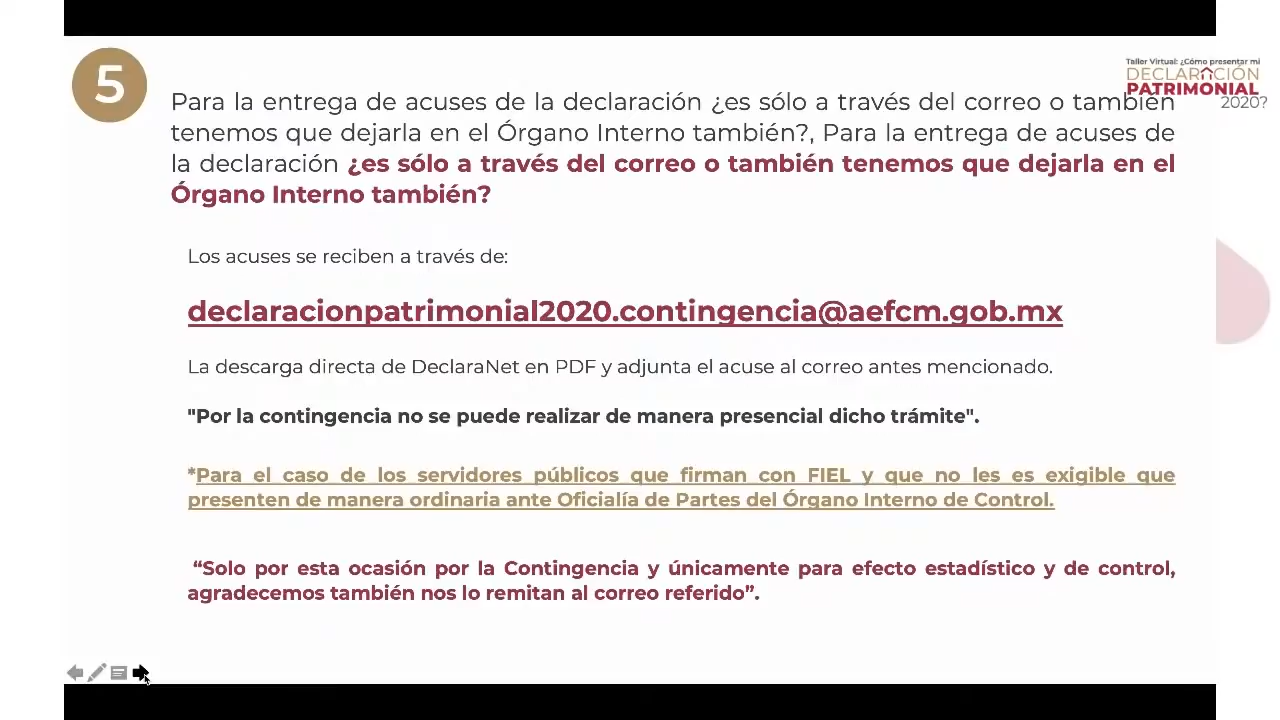 5
Taller Virtual: ¿Cómo presentar mi
DECLARACIÓN
PATRIMONIAL
2020?
Para la entrega de acuses de la declaración ¿es sólo a través del correo o también
tenemos que dejarla en el Órgano Interno también?, Para la entrega de acuses de
la declaración ¿es sólo a través del correo o también tenemos que dejarla en el
Órgano Interno también?
Los acuses se reciben a través de:
declaracionpatrimonial2020.contingencia@aefcm.gob.mx
La descarga directa de DeclaraNet en PDF y adjunta el acuse al correo antes mencionado.
"Por la contingencia no se puede realizar de manera presencial dicho trámite".
*Para el caso de los servidores públicos que firman con FIEL y que no les es exigible que
presenten de manera ordinaria ante Oficialía de Partes del Órgano Interno de Control.
“Solo por esta ocasión por la Contingencia y únicamente para efecto estadístico y de control,
agradecemos también nos lo remitan al correo referido”.